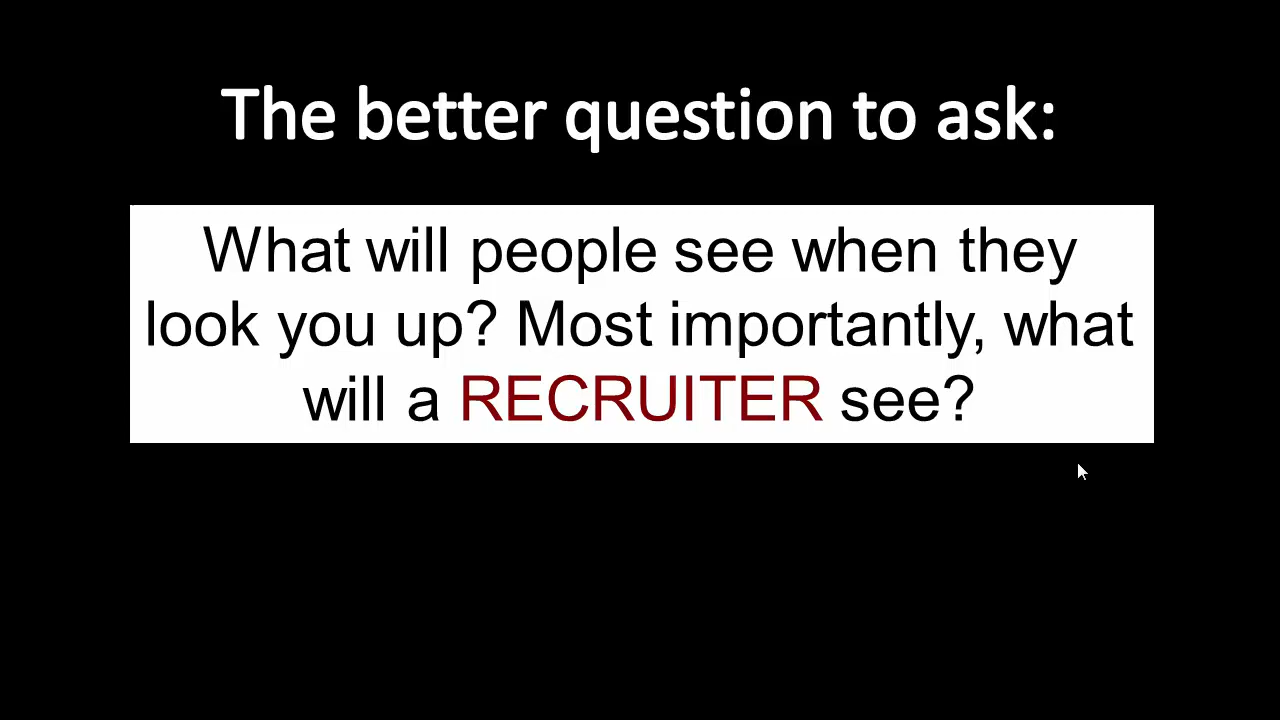 The better question to ask:
What will people see when they
look you up? Most importantly, what
will a RECRUITER see?